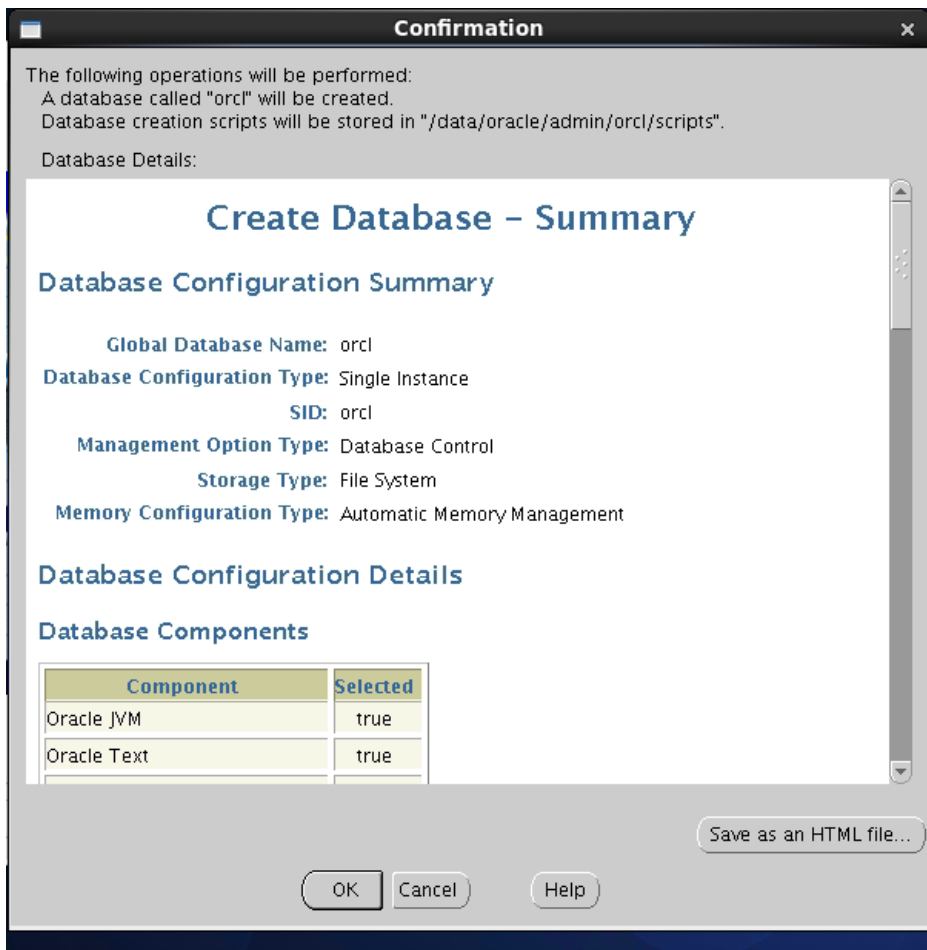 Confirmation
The following operations will be performed:
A database called "orcl" will be created.
Database creation scripts will be stored in "/data/oracle/admin/orcl/scripts".
Database Details:
Create Database – Summary
Database Configuration Summary
Global Database Name: orcl
Database Configuration Type: Single Instance
SID: orcl
Management Option Type: Database Control
Storage Type: File System
Memory Configuration Type: Automatic Memory Management
Database Configuration Details
Database Components
Component Selected
Oracle JVM true
Oracle Text true
Save as an HTML file...
OK Cancel Help